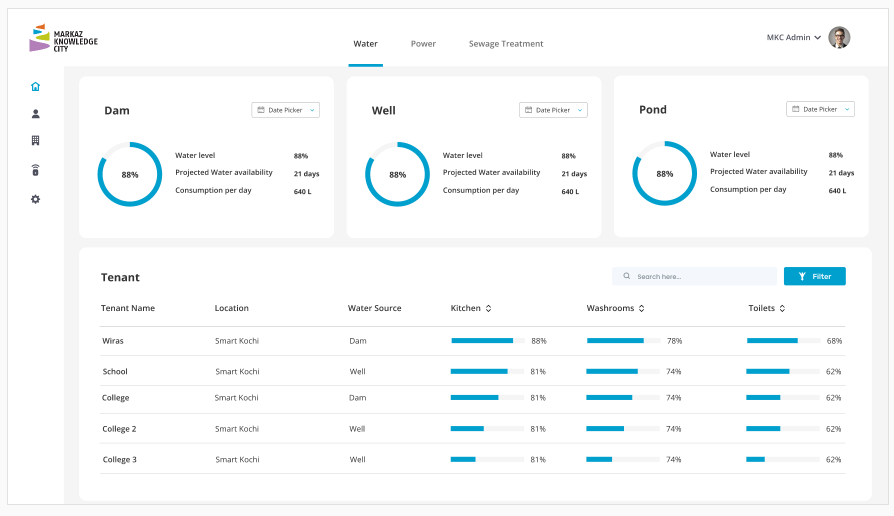 MARKAZ
KNOWLEDGE
CITY
Water Power Sewage Treatment
MKC Admin
Dam
Date Picker
88%
Water level 88%
Projected Water availability 21 days
Consumption per day 640 L
Well
Date Picker
88%
Water level 88%
Projected Water availability 21 days
Consumption per day 640 L
Pond
Date Picker
88%
Water level 88%
Projected Water availability 21 days
Consumption per day 640 L
Tenant
Search here...
Filter
Tenant Name Location Water Source Kitchen Washrooms Toilets
Wiras Smart Kochi Dam 88% 78% 68%
School Smart Kochi Well 81% 74% 62%
College Smart Kochi Dam 81% 74% 62%
College 2 Smart Kochi Well 81% 74% 62%
College 3 Smart Kochi Well 81% 74% 62%